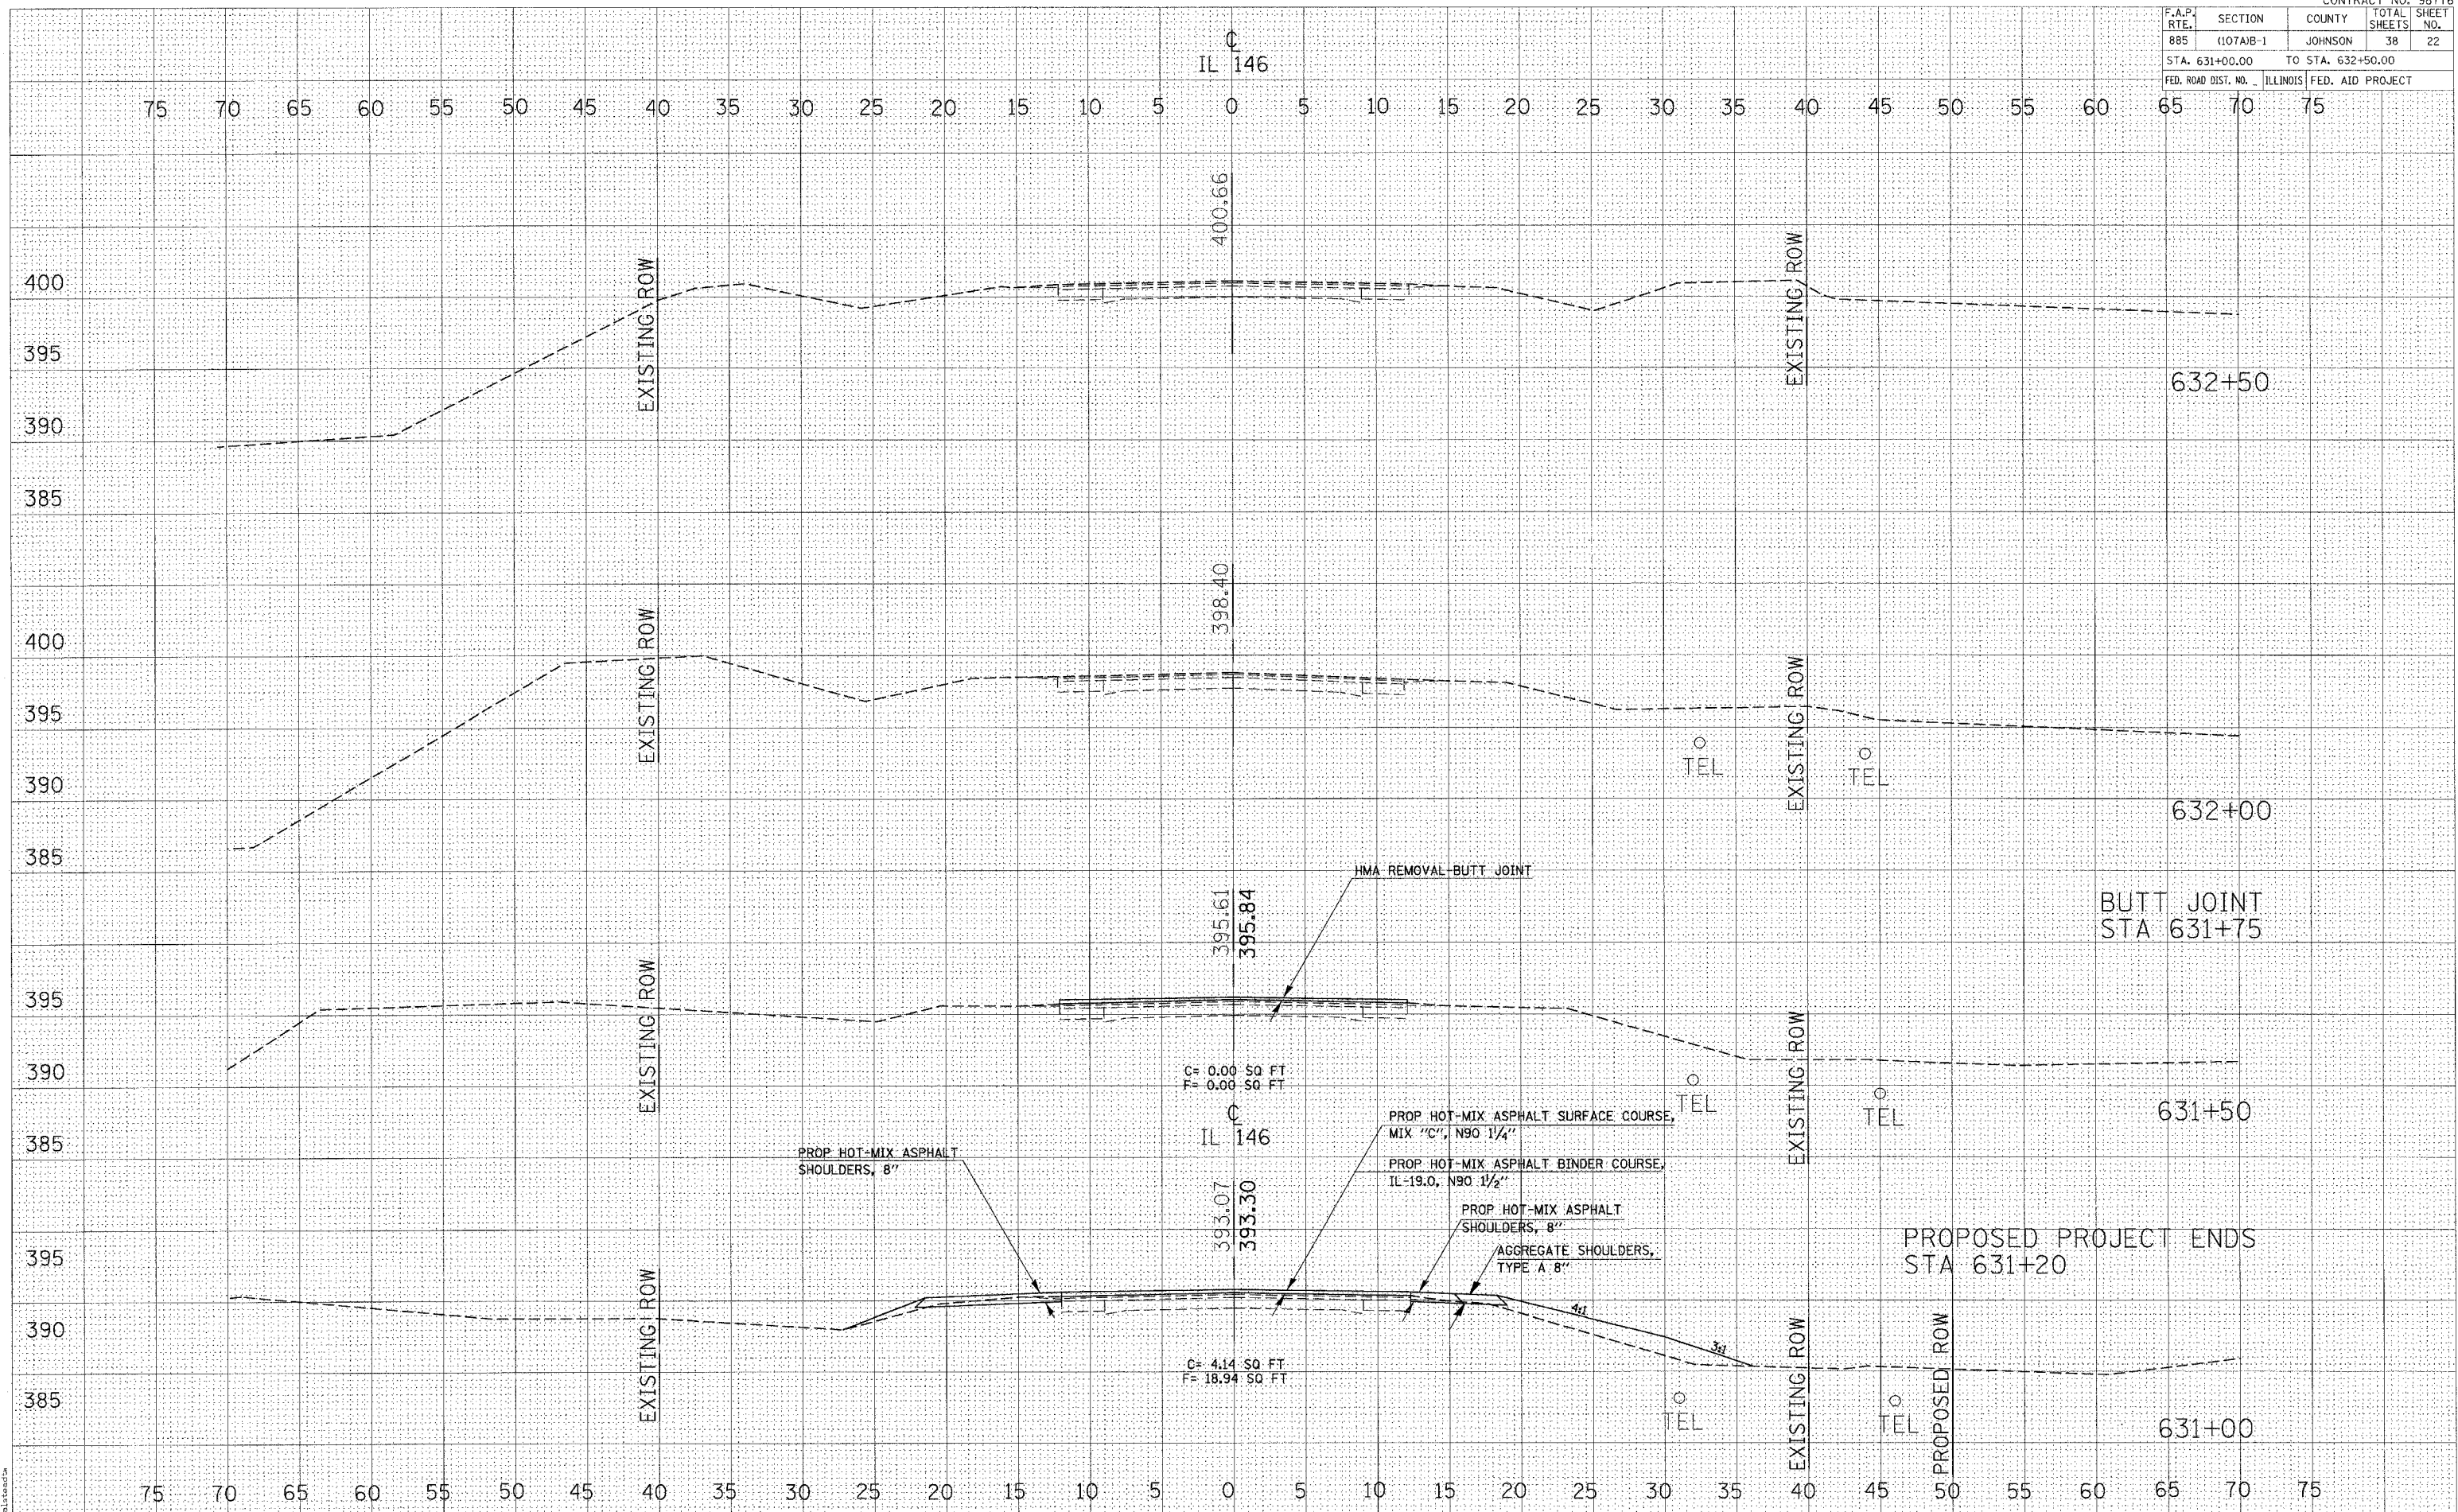 F.A.P. RTE. SECTION COUNTY TOTAL SHEETS SHEET NO.
885 (107A)B-1 JOHNSON 38 22
STA. 631+00.00 TO STA. 632+50.00
FED. ROAD DIST. NO. _ ILLINOIS FED. AID PROJECT
℄
IL 146
75 70 65 60 55 50 45 40 35 30 25 20 15 10 5 0 5 10 15 20 25 30 35 40 45 50 55 60 65 70 75
400.66
EXISTING ROW
EXISTING ROW
400
395
390
385
632+50
398.40
EXISTING ROW
EXISTING ROW
400
395
390
385
TEL
TEL
632+00
HMA REMOVAL-BUTT JOINT
395.61
395.84
BUTT JOINT
STA 631+75
EXISTING ROW
EXISTING ROW
395
390
385
C= 0.00 SQ FT
F= 0.00 SQ FT
TEL
TEL
631+50
℄
IL 146
PROP HOT-MIX ASPHALT
SHOULDERS, 8"
PROP HOT-MIX ASPHALT SURFACE COURSE,
MIX "C", N90 1¼"
PROP HOT-MIX ASPHALT BINDER COURSE,
IL-19.0, N90 1½"
393.07
393.30
PROP HOT-MIX ASPHALT
SHOULDERS, 8"
AGGREGATE SHOULDERS,
TYPE A 8"
PROPOSED PROJECT ENDS
STA 631+20
395
390
385
EXISTING ROW
4:1
3:1
EXISTING ROW
PROPOSED ROW
C= 4.14 SQ FT
F= 18.94 SQ FT
TEL
TEL
631+00
75 70 65 60 55 50 45 40 35 30 25 20 15 10 5 0 5 10 15 20 25 30 35 40 45 50 55 60 65 70 75